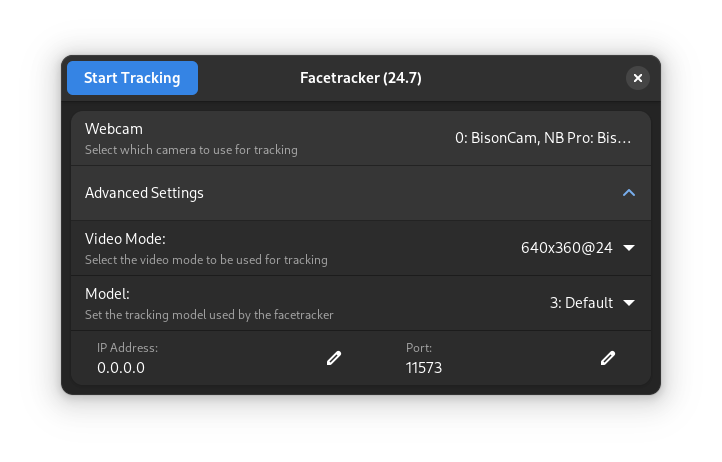 Start Tracking
Facetracker (24.7)
Webcam
Select which camera to use for tracking
0: BisonCam, NB Pro: Bis...
Advanced Settings
Video Mode:
Select the video mode to be used for tracking
640x360@24
Model:
Set the tracking model used by the facetracker
3: Default
IP Address:
0.0.0.0
Port:
11573